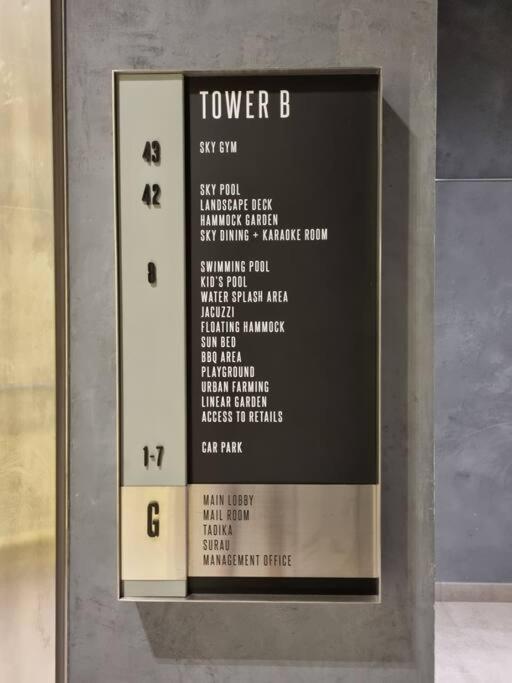 TOWER B
43 SKY GYM
42 SKY POOL
LANDSCAPE DECK
HAMMOCK GARDEN
SKY DINING + KARAOKE ROOM
8 SWIMMING POOL
KID'S POOL
WATER SPLASH AREA
JACUZZI
FLOATING HAMMOCK
SUN BED
BBQ AREA
PLAYGROUND
URBAN FARMING
LINEAR GARDEN
ACCESS TO RETAILS
1-7 CAR PARK
G MAIN LOBBY
MAIL ROOM
TADIKA
SURAU
MANAGEMENT OFFICE